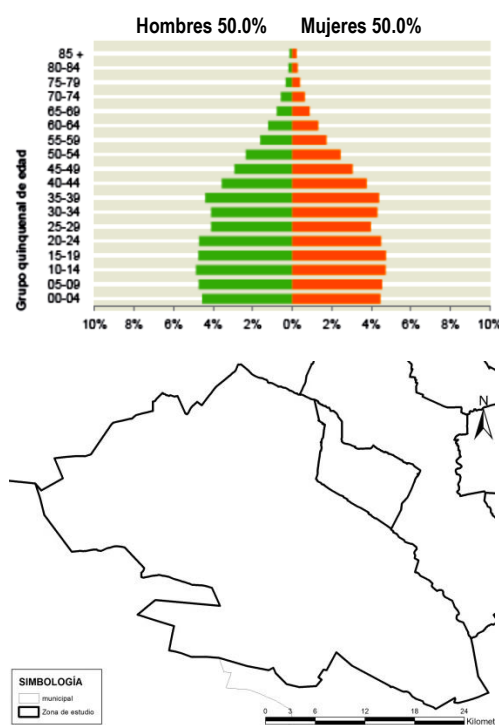 Hombres 50.0% Mujeres 50.0%
Grupo quinquenal de edad
85 +
80-84
75-79
70-74
65-69
60-64
55-59
50-54
45-49
40-44
35-39
30-34
25-29
20-24
15-19
10-14
05-09
00-04
10% 8% 6% 4% 2% 0% 2% 4% 6% 8% 10%
N
SIMBOLOGÍA
municipal
Zona de estudio
0 3 6 12 18 24
Kilomet